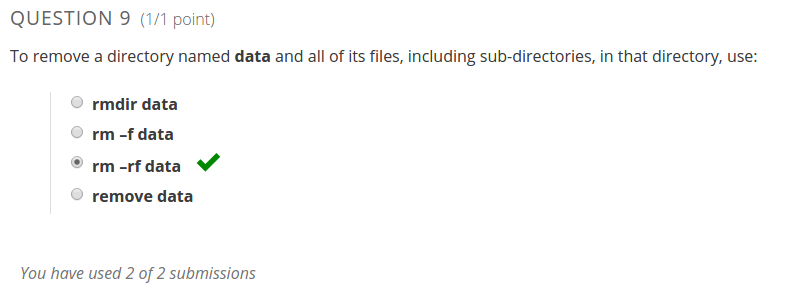 QUESTION 9 (1/1 point)
To remove a directory named data and all of its files, including sub-directories, in that directory, use:
rmdir data
rm –f data
rm –rf data
remove data
You have used 2 of 2 submissions